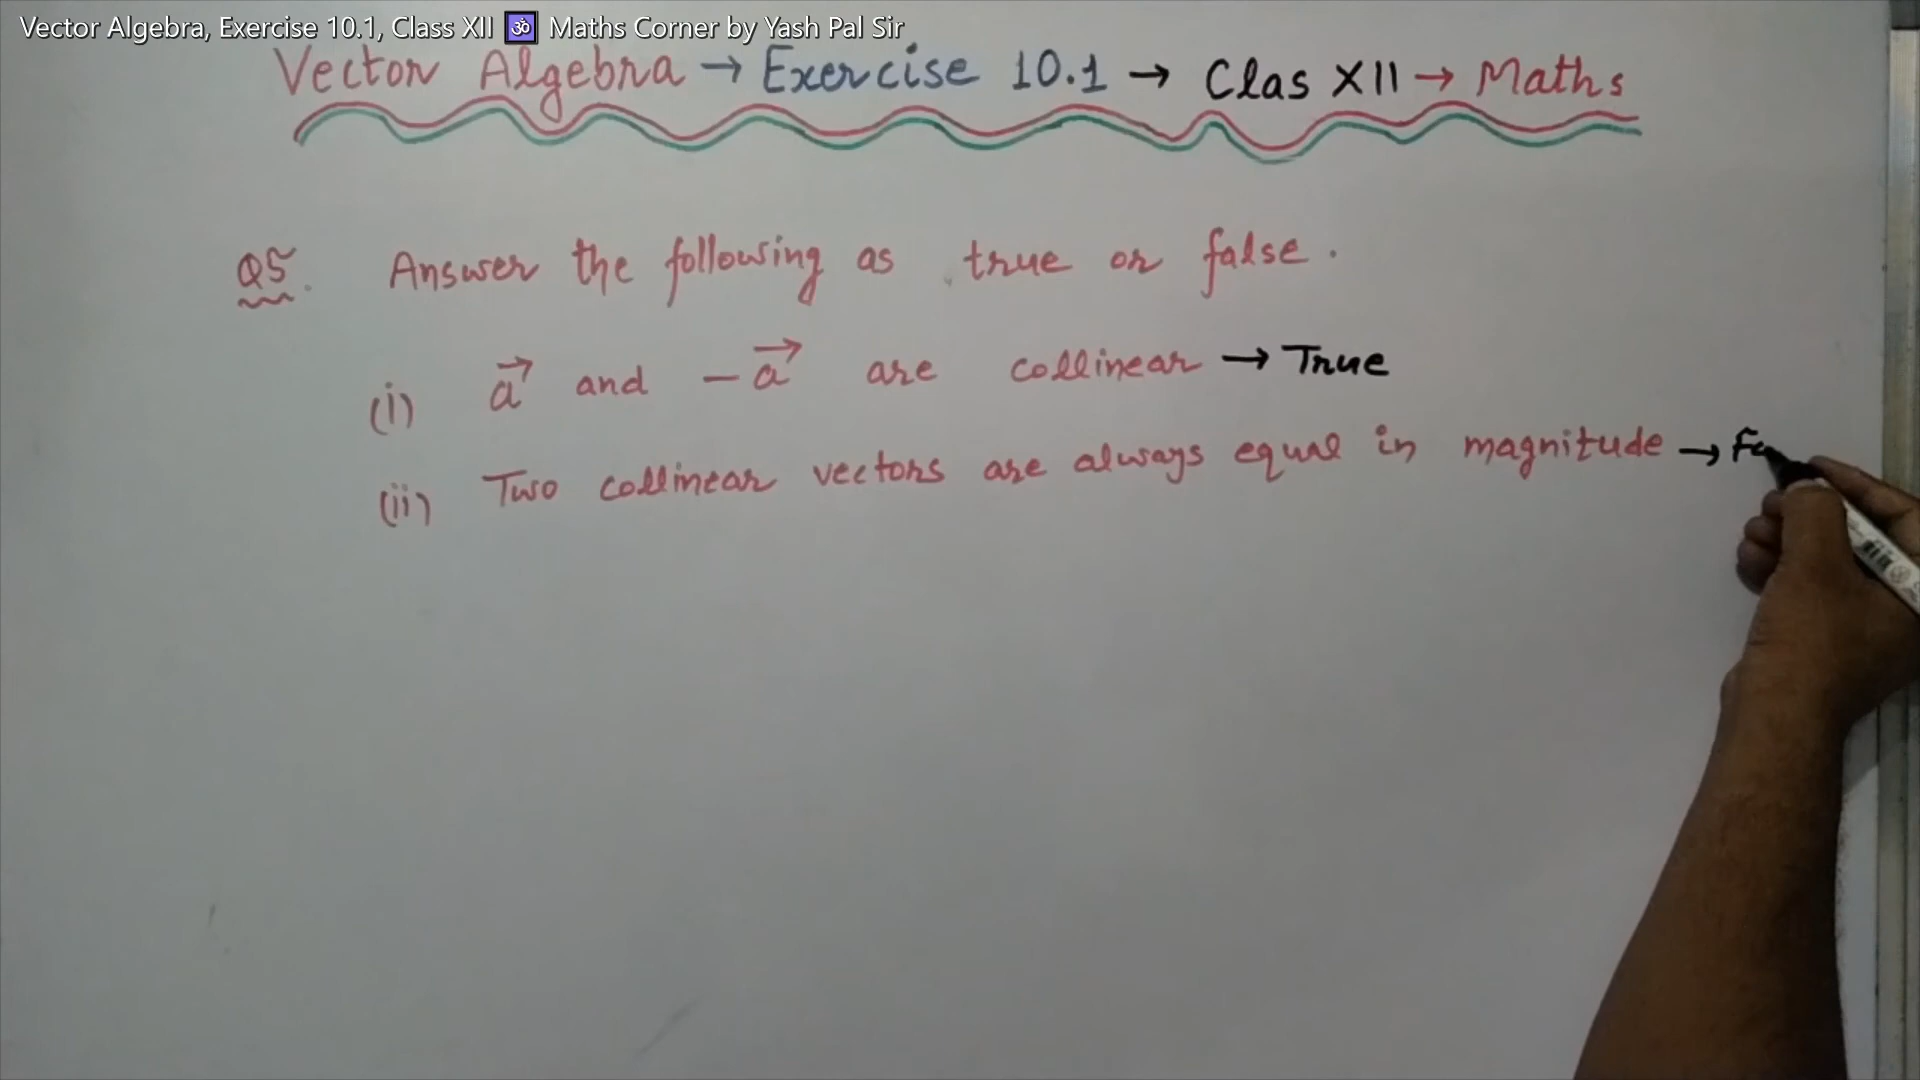 Vector Algebra, Exercise 10.1, Class XII 🕉 Maths Corner by Yash Pal Sir
Vector Algebra → Exercise 10.1 → Clas XII → Maths
Q5. Answer the following as true or false.
(i) a⃗ and -a⃗ are collinear → True
(ii) Two collinear vectors are always equal in magnitude → Fa